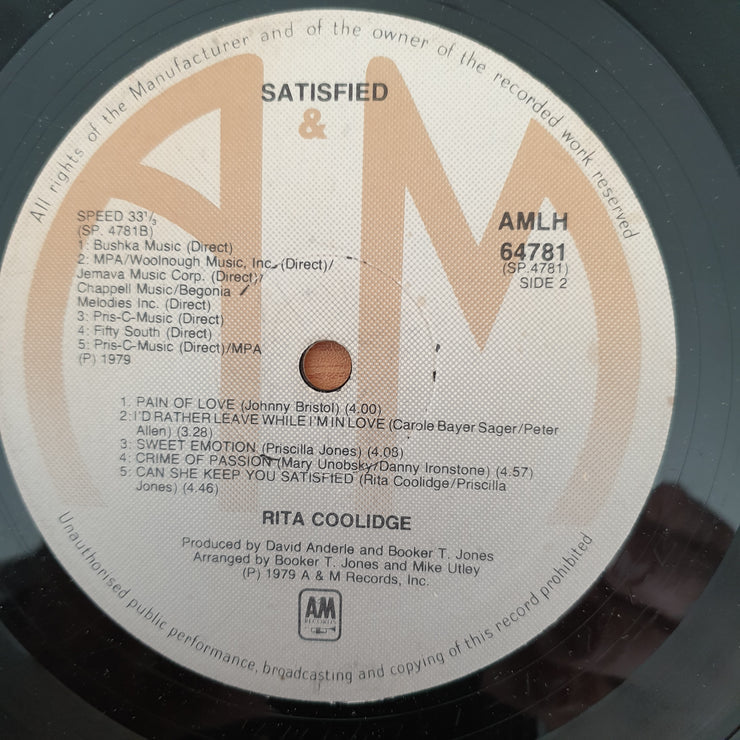 All rights of the Manufacturer and of the owner of the recorded work reserved
SATISFIED
&
SPEED 33⅓
(SP. 4781B)
1: Bushka Music (Direct)
2: MPA/Woolnough Music, Inc. (Direct)/
Jemava Music Corp. (Direct)/
Chappell Music/Begonia
Melodies Inc. (Direct)
3: Pris-C-Music (Direct)
4: Fifty South (Direct)
5: Pris-C-Music (Direct)/MPA
(P) 1979
AMLH
64781
(SP.4781)
SIDE 2
1. PAIN OF LOVE (Johnny Bristol) (4.00)
2: I'D RATHER LEAVE WHILE I'M IN LOVE (Carole Bayer Sager/Peter
Allen) (3.28)
3: SWEET EMOTION (Priscilla Jones) (4.05)
4: CRIME OF PASSION (Mary Unobsky/Danny Ironstone) (4.57)
5: CAN SHE KEEP YOU SATISFIED (Rita Coolidge/Priscilla
Jones) (4.46)
RITA COOLIDGE
Produced by David Anderle and Booker T. Jones
Arranged by Booker T. Jones and Mike Utley
(P) 1979 A & M Records, Inc.
AM
RECORDS
Unauthorised public performance, broadcasting and copying of this record prohibited